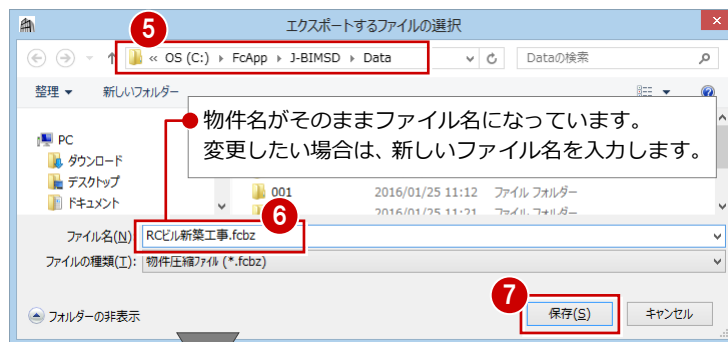 エクスポートするファイルの選択
5
« OS (C:) ▸ FcApp ▸ J-BIMSD ▸ Data
Dataの検索
整理 新しいフォルダー
物件名がそのままファイル名になっています。
変更したい場合は、新しいファイル名を入力します。
PC
ダウンロード
デスクトップ
ドキュメント
001 2016/01/25 11:12 ファイル フォルダー
2016/01/25 11:21 ファイル フォルダー
6
ファイル名(N): RCビル新築工事.fcbz
ファイルの種類(T): 物件圧縮ファイル (*.fcbz)
7
フォルダーの非表示 保存(S) キャンセル